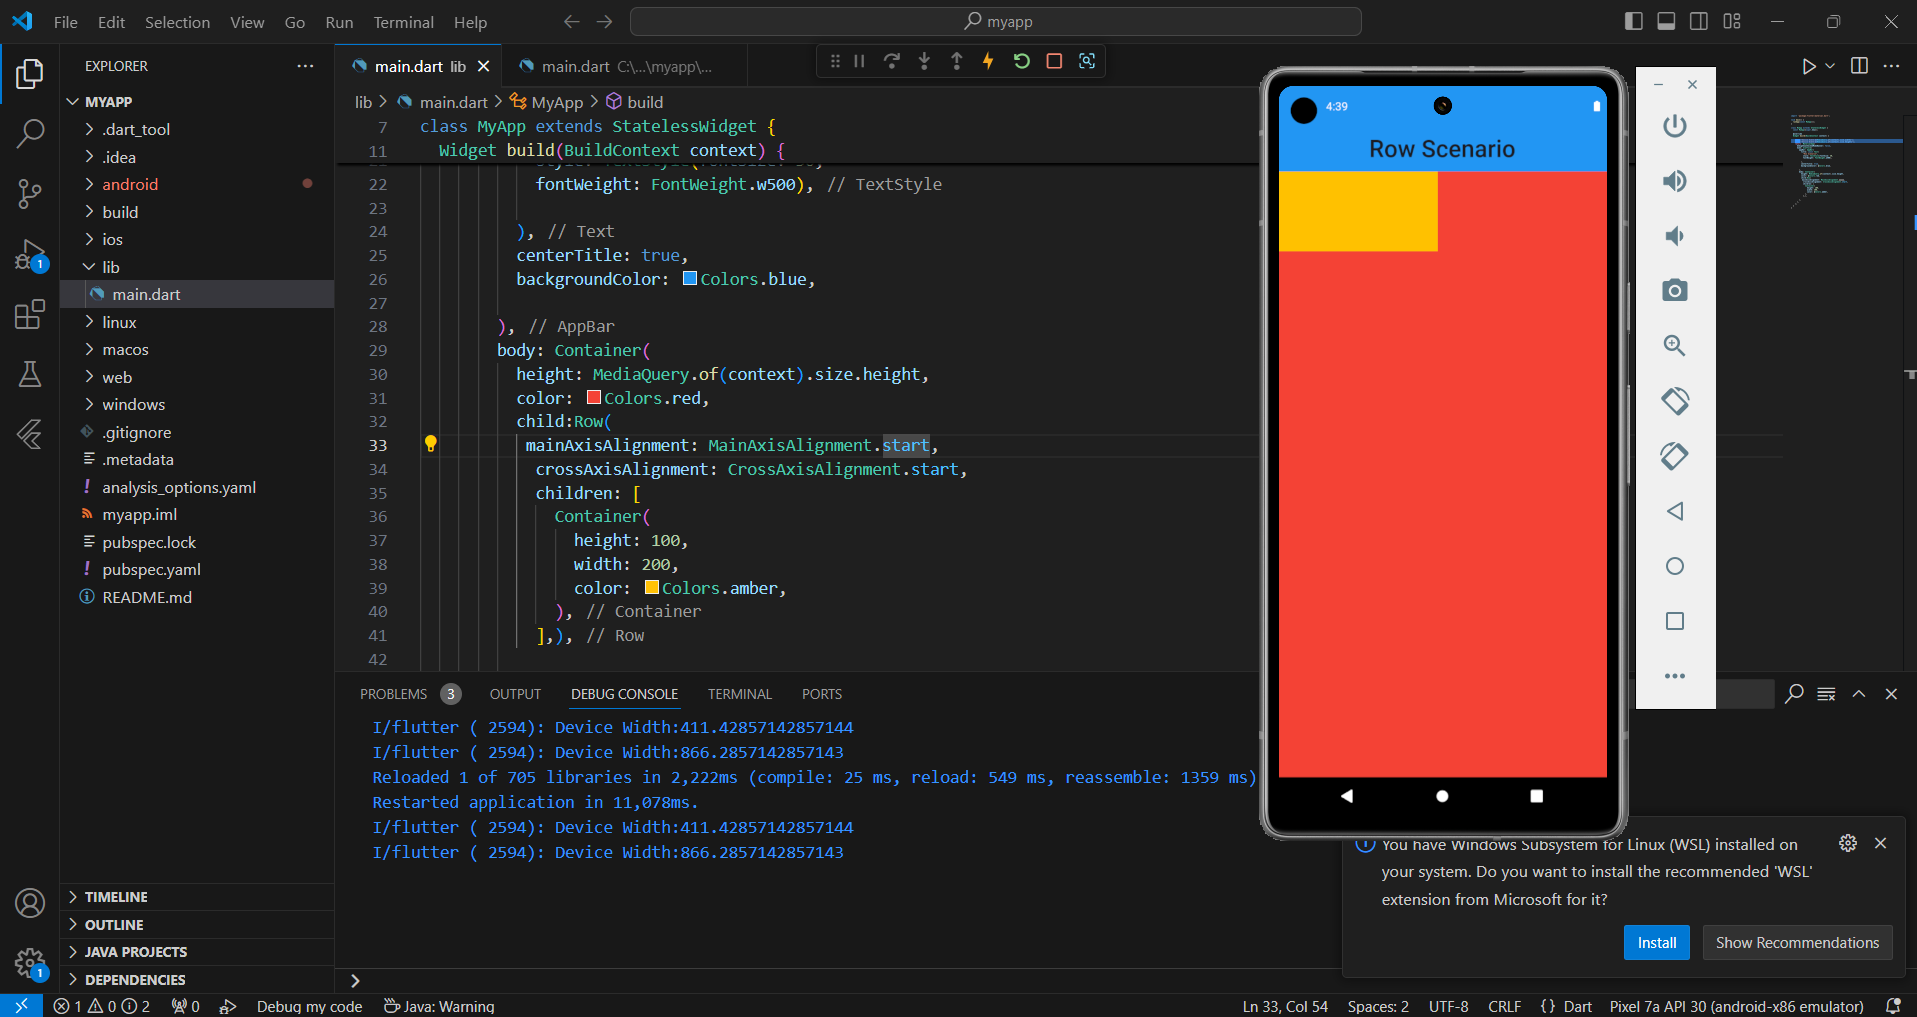 File Edit Selection View Go Run Terminal Help
myapp
EXPLORER
MYAPP
.dart_tool
.idea
android
build
ios
lib
main.dart
linux
macos
web
windows
.gitignore
.metadata
analysis_options.yaml
myapp.iml
pubspec.lock
pubspec.yaml
README.md
TIMELINE
OUTLINE
JAVA PROJECTS
DEPENDENCIES
1
1
main.dart lib
main.dart C:\...\myapp\...
lib > main.dart > MyApp > build
7 class MyApp extends StatelessWidget {
11 Widget build(BuildContext context) {
22 fontWeight: FontWeight.w500), // TextStyle
23
24 ), // Text
25 centerTitle: true,
26 backgroundColor: Colors.blue,
27
28 ), // AppBar
29 body: Container(
30 height: MediaQuery.of(context).size.height,
31 color: Colors.red,
32 child:Row(
33 mainAxisAlignment: MainAxisAlignment.start,
34 crossAxisAlignment: CrossAxisAlignment.start,
35 children: [
36 Container(
37 height: 100,
38 width: 200,
39 color: Colors.amber,
40 ), // Container
41 ],), // Row
42
PROBLEMS 3 OUTPUT DEBUG CONSOLE TERMINAL PORTS
I/flutter ( 2594): Device Width:411.42857142857144
I/flutter ( 2594): Device Width:866.2857142857143
Reloaded 1 of 705 libraries in 2,222ms (compile: 25 ms, reload: 549 ms, reassemble: 1359 ms)
Restarted application in 11,078ms.
I/flutter ( 2594): Device Width:411.42857142857144
I/flutter ( 2594): Device Width:866.2857142857143
4:39
Row Scenario
You have Windows Subsystem for Linux (WSL) installed on
your system. Do you want to install the recommended 'WSL'
extension from Microsoft for it?
Install
Show Recommendations
1 0 2 0 Debug my code Java: Warning
Ln 33, Col 54 Spaces: 2 UTF-8 CRLF {} Dart Pixel 7a API 30 (android-x86 emulator)